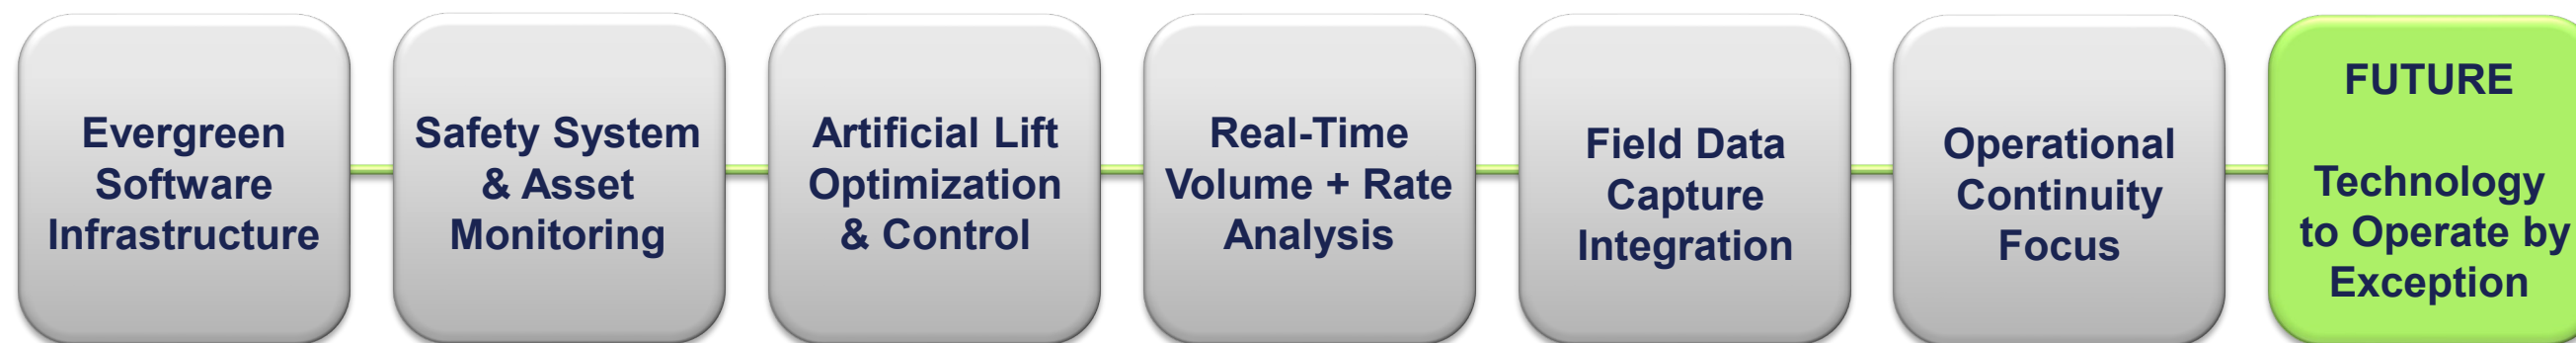 Evergreen
Software
Infrastructure
Safety System
& Asset
Monitoring
Artificial Lift
Optimization
& Control
Real-Time
Volume + Rate
Analysis
Field Data
Capture
Integration
Operational
Continuity
Focus
FUTURE
Technology
to Operate by
Exception